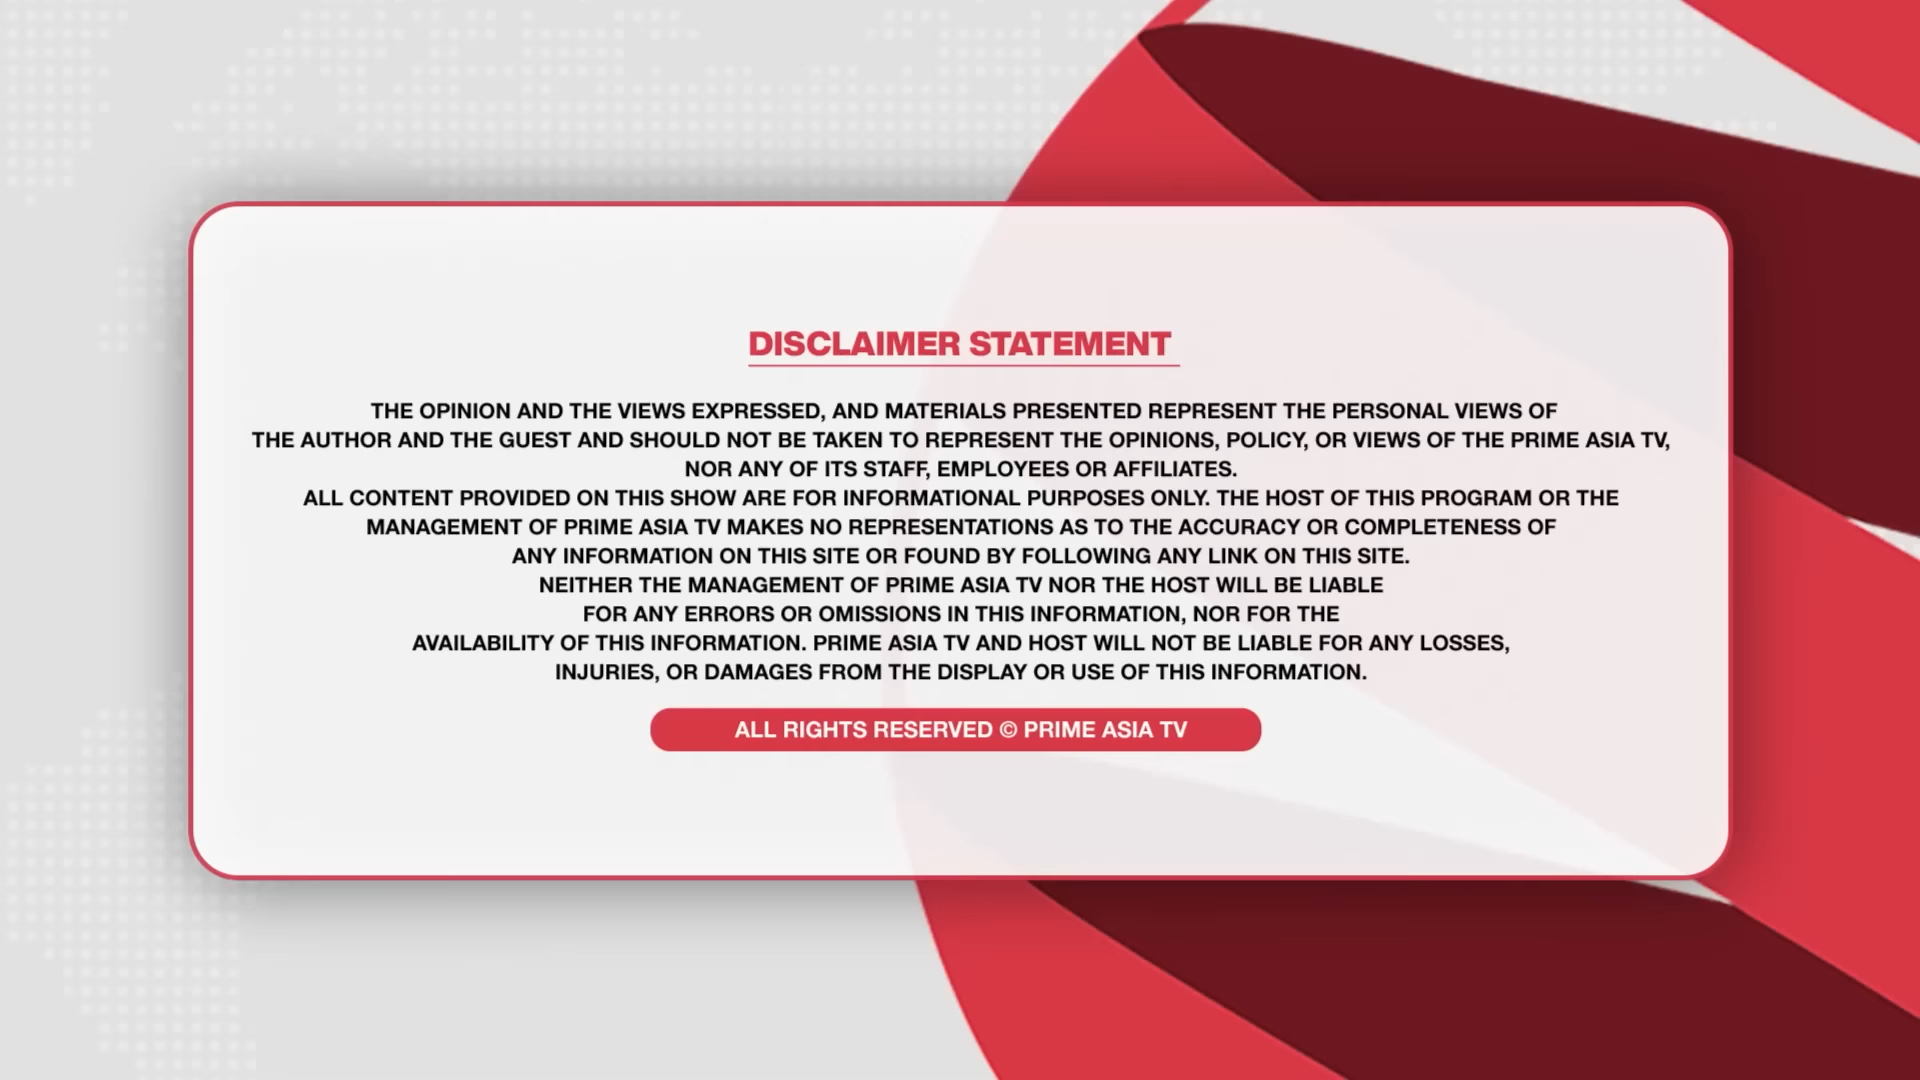 DISCLAIMER STATEMENT
THE OPINION AND THE VIEWS EXPRESSED, AND MATERIALS PRESENTED REPRESENT THE PERSONAL VIEWS OF
THE AUTHOR AND THE GUEST AND SHOULD NOT BE TAKEN TO REPRESENT THE OPINIONS, POLICY, OR VIEWS OF THE PRIME ASIA TV,
NOR ANY OF ITS STAFF, EMPLOYEES OR AFFILIATES.
ALL CONTENT PROVIDED ON THIS SHOW ARE FOR INFORMATIONAL PURPOSES ONLY. THE HOST OF THIS PROGRAM OR THE
MANAGEMENT OF PRIME ASIA TV MAKES NO REPRESENTATIONS AS TO THE ACCURACY OR COMPLETENESS OF
ANY INFORMATION ON THIS SITE OR FOUND BY FOLLOWING ANY LINK ON THIS SITE.
NEITHER THE MANAGEMENT OF PRIME ASIA TV NOR THE HOST WILL BE LIABLE
FOR ANY ERRORS OR OMISSIONS IN THIS INFORMATION, NOR FOR THE
AVAILABILITY OF THIS INFORMATION. PRIME ASIA TV AND HOST WILL NOT BE LIABLE FOR ANY LOSSES,
INJURIES, OR DAMAGES FROM THE DISPLAY OR USE OF THIS INFORMATION.
ALL RIGHTS RESERVED © PRIME ASIA TV